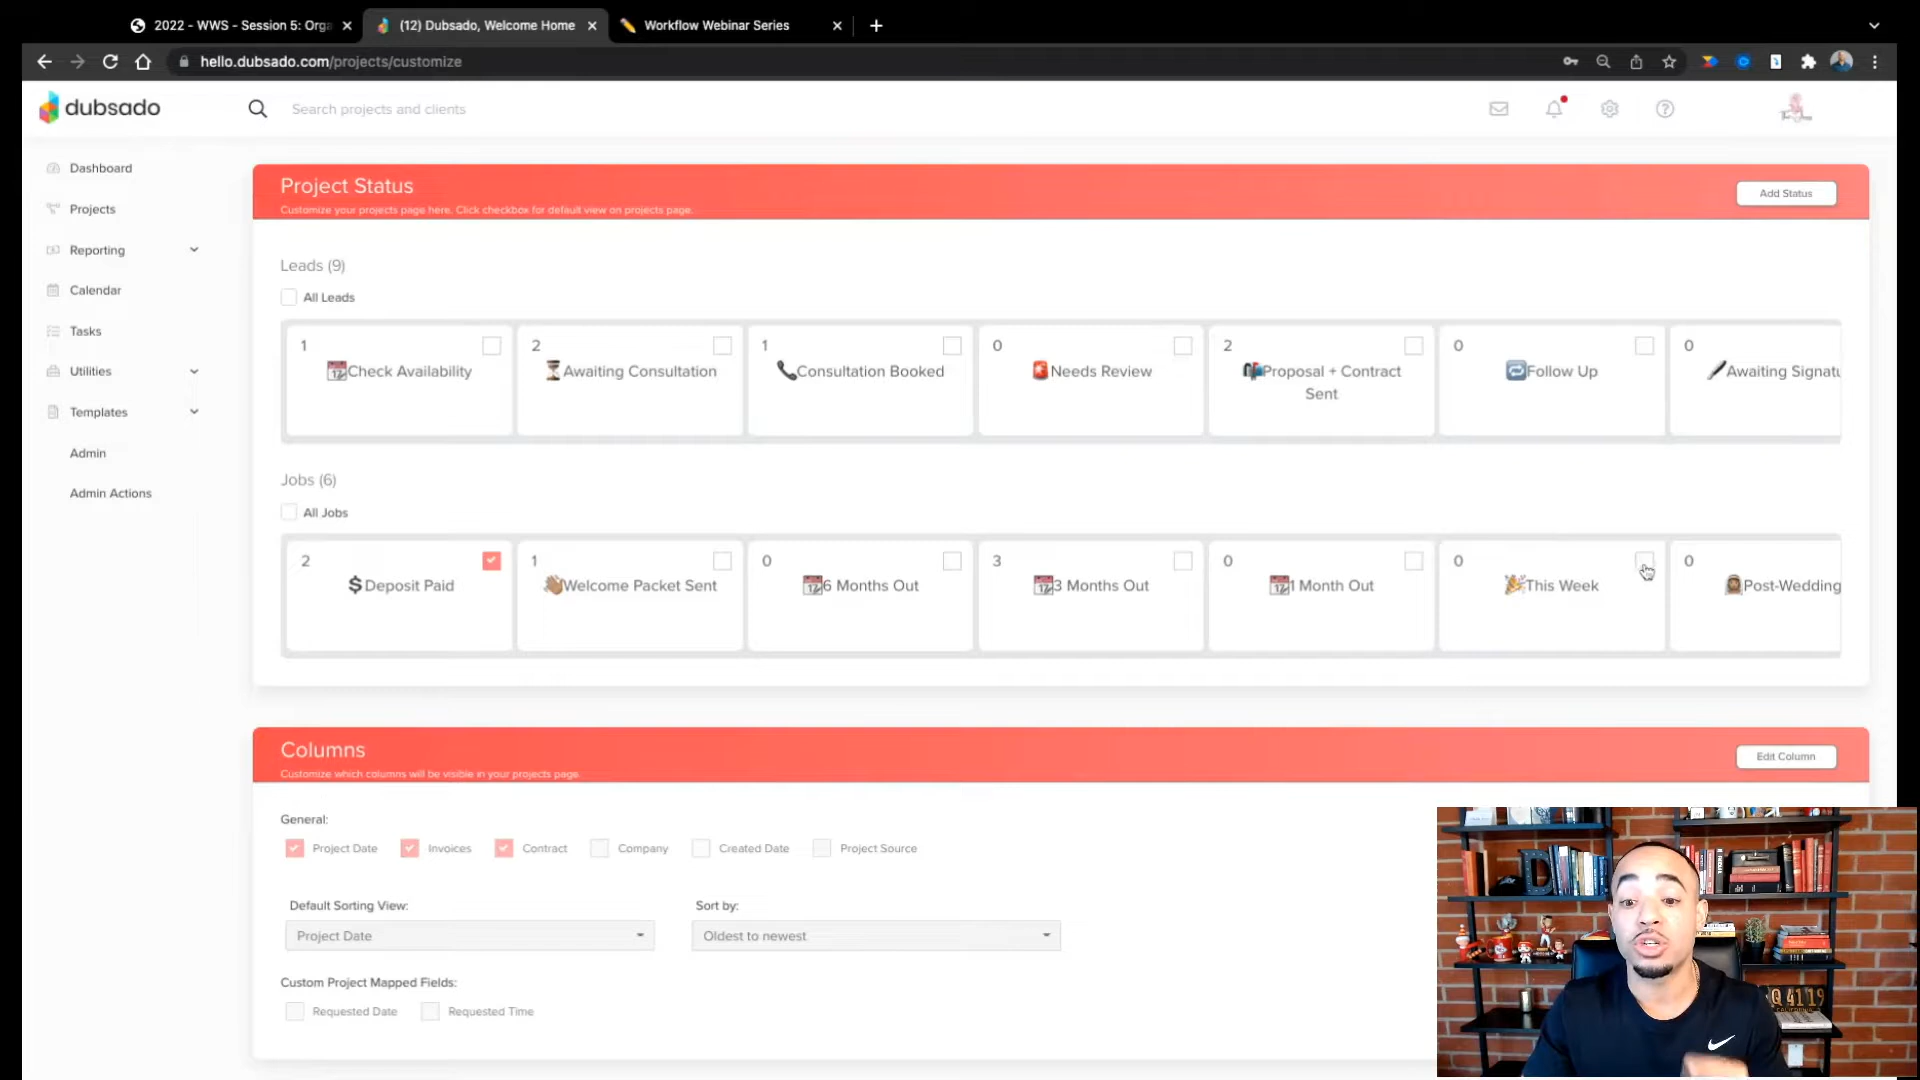 2022 - WWS - Session 5: Orga
(12) Dubsado, Welcome Home
Workflow Webinar Series
hello.dubsado.com/projects/customize
dubsado
Search projects and clients
Dashboard
Projects
Reporting
Calendar
Tasks
Utilities
Templates
Admin
Admin Actions
Project Status
Customize your projects page here. Click checkbox for default view on projects page.
Add Status
Leads (9)
All Leads
1
Check Availability
2
Awaiting Consultation
1
Consultation Booked
0
Needs Review
2
Proposal + Contract
Sent
0
Follow Up
0
Awaiting Signatu
Jobs (6)
All Jobs
2
$ Deposit Paid
1
Welcome Packet Sent
0
6 Months Out
3
3 Months Out
0
1 Month Out
0
This Week
0
Post-Wedding
Columns
Customize which columns will be visible in your projects page
Edit Column
General:
Project Date
Invoices
Contract
Company
Created Date
Project Source
Default Sorting View:
Sort by:
Project Date
Oldest to newest
Custom Project Mapped Fields:
Requested Date
Requested Time
D
Q 41 19